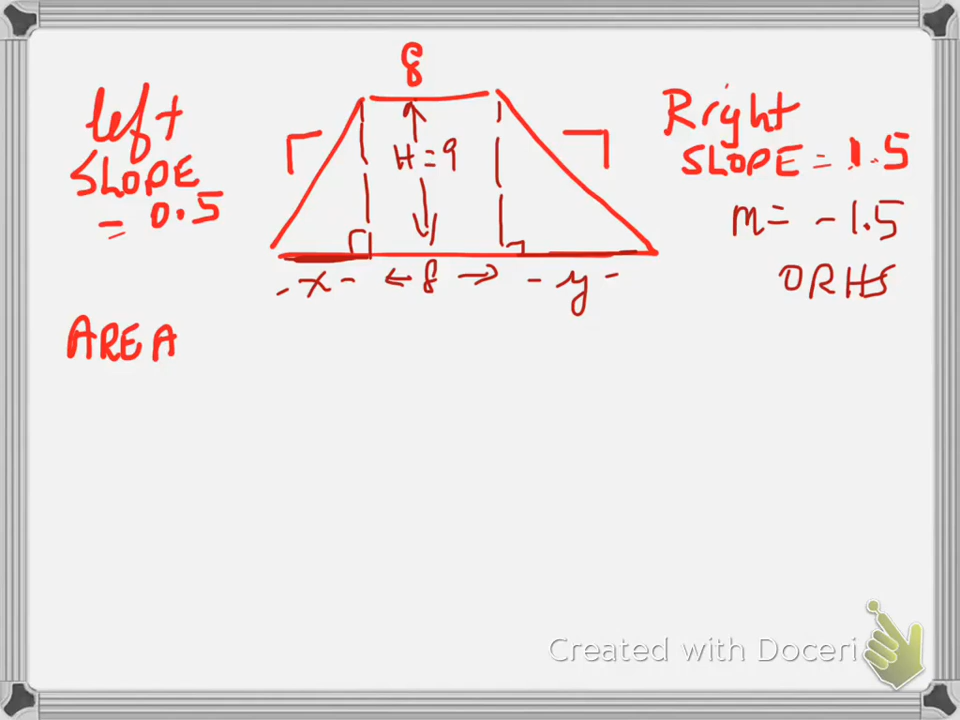 8
left
SLOPE
= 0.5
H = 9
Right
SLOPE = 1.5
m = -1.5
ORHS
- x - ← 8 → - y -
AREA
Created with Doceri